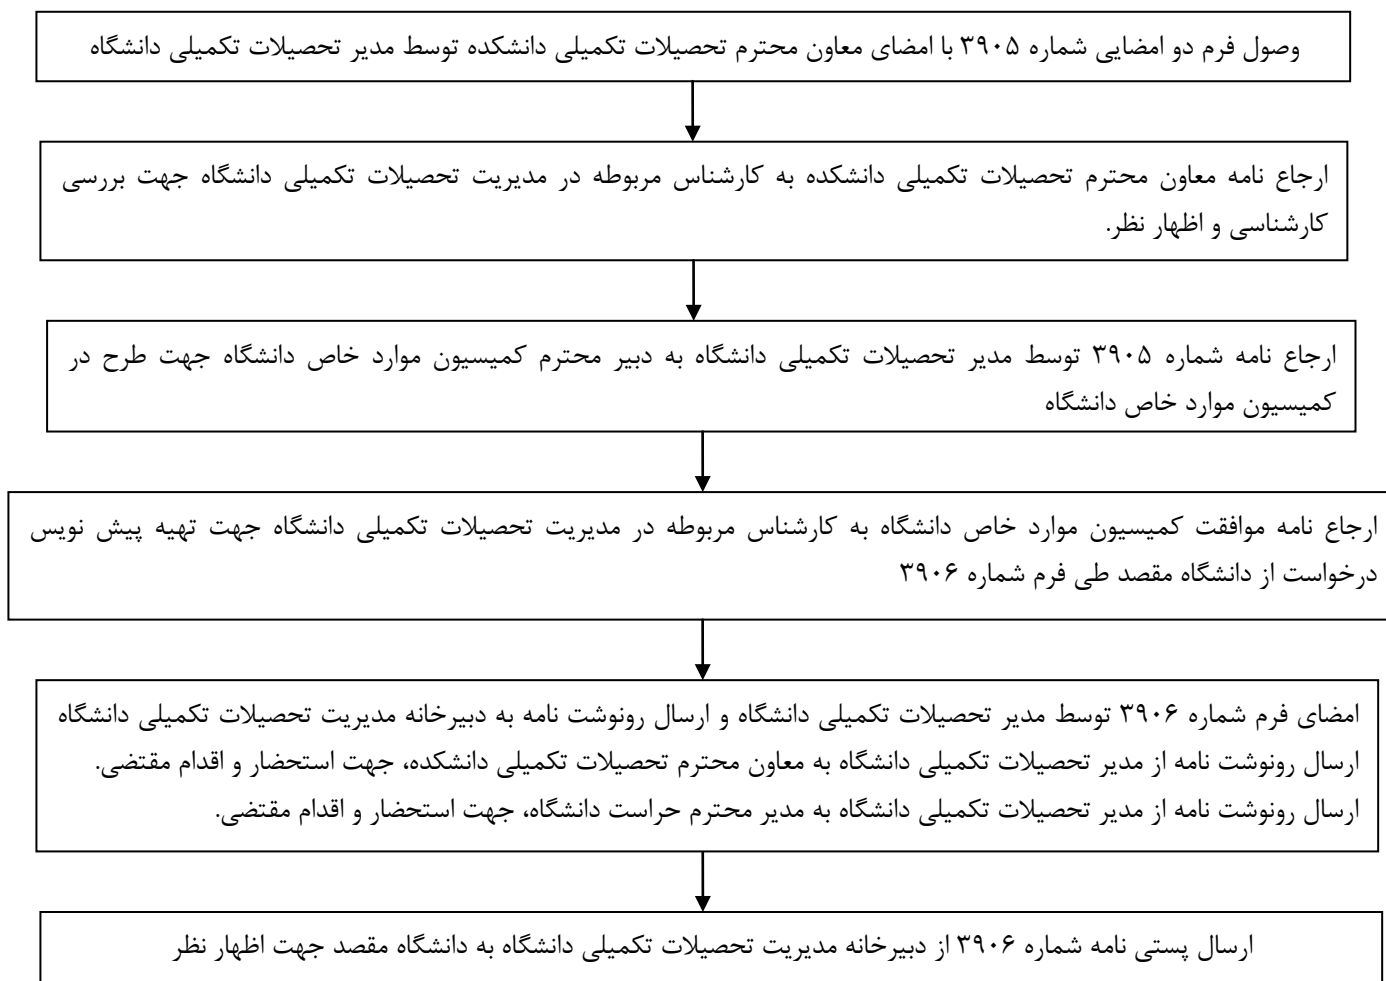 وصول فرم دو امضایی شماره ۳۹۰۵ با امضای معاون محترم تحصیلات تکمیلی دانشکده توسط مدیر تحصیلات تکمیلی دانشگاه
ارجاع نامه معاون محترم تحصیلات تکمیلی دانشکده به کارشناس مربوطه در مدیریت تحصیلات تکمیلی دانشگاه جهت بررسی
کارشناسی و اظهار نظر.
ارجاع نامه شماره ۳۹۰۵ توسط مدیر تحصیلات تکمیلی دانشگاه به دبیر محترم کمیسیون موارد خاص دانشگاه جهت طرح در
کمیسیون موارد خاص دانشگاه
ارجاع نامه موافقت کمیسیون موارد خاص دانشگاه به کارشناس مربوطه در مدیریت تحصیلات تکمیلی دانشگاه جهت تهیه پیش نویس
درخواست از دانشگاه مقصد طی فرم شماره ۳۹۰۶
امضای فرم شماره ۳۹۰۶ توسط مدیر تحصیلات تکمیلی دانشگاه و ارسال رونوشت نامه به دبیرخانه مدیریت تحصیلات تکمیلی دانشگاه
ارسال رونوشت نامه از مدیر تحصیلات تکمیلی دانشگاه به معاون محترم تحصیلات تکمیلی دانشکده، جهت استحضار و اقدام مقتضی.
ارسال رونوشت نامه از مدیر تحصیلات تکمیلی دانشگاه به مدیر محترم حراست دانشگاه، جهت استحضار و اقدام مقتضی.
ارسال پستی نامه شماره ۳۹۰۶ از دبیرخانه مدیریت تحصیلات تکمیلی دانشگاه به دانشگاه مقصد جهت اظهار نظر